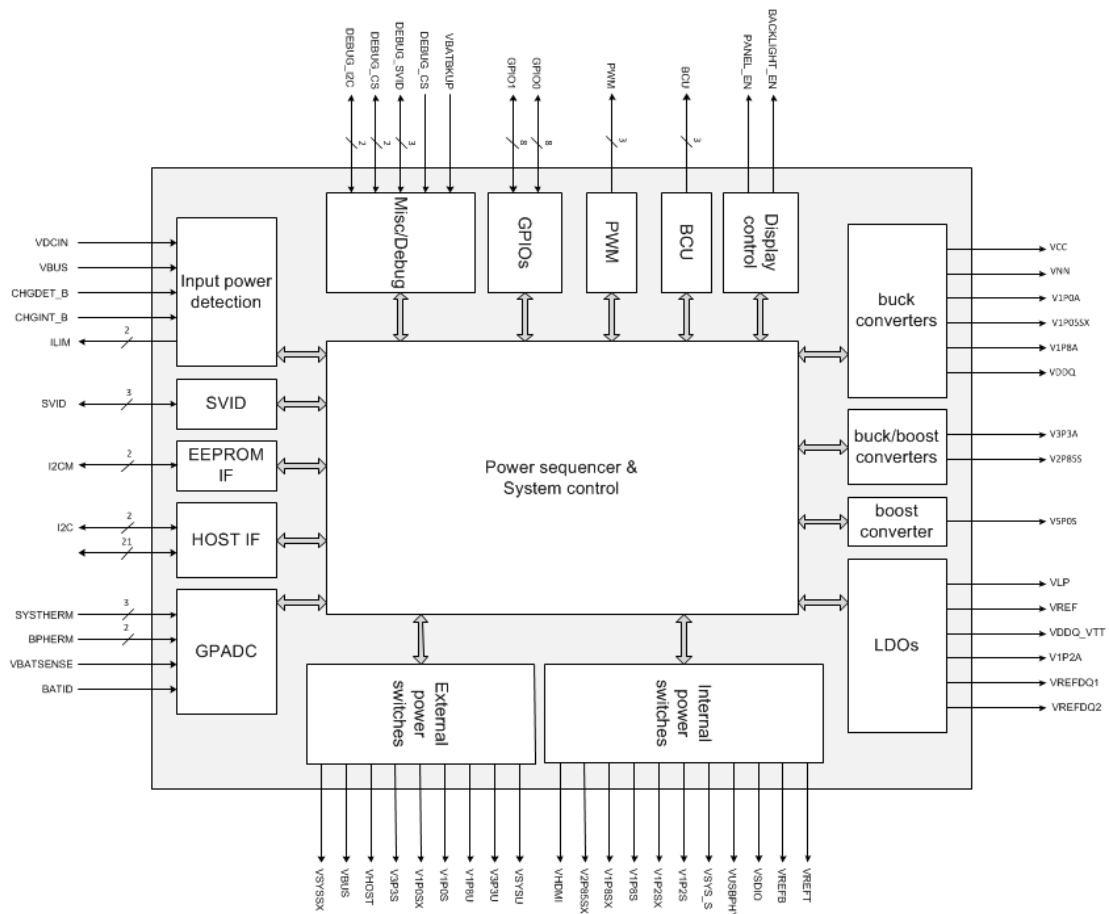 DEBUG_I2C
DEBUG_CS
DEBUG_SVID
DEBUG_CS
VBATBKUP
GPIO1
GPIO0
PWM
BCU
PANEL_EN
BACKLIGHT_EN
2
2
3
8
8
3
3
Misc/Debug
GPIOs
PWM
BCU
Display
control
VDCIN
VBUS
CHGDET_B
CHGINT_B
ILIM
2
Input power
detection
SVID
3
SVID
I2CM
2
EEPROM
IF
I2C
2
21
HOST IF
SYSTHERM
3
BPHERM
2
VBATSENSE
BATID
GPADC
Power sequencer &
System control
buck
converters
VCC
VNN
V1P0A
V1P05SX
V1P8A
VDDQ
buck/boost
converters
V3P3A
V2P85S
boost
converter
V5P0S
LDOs
VLP
VREF
VDDQ_VTT
V1P2A
VREFDQ1
VREFDQ2
External
power
switches
Internal
power
switches
VSYSSX
VBUS
VHOST
V3P3S
V1P0SX
V1P0S
V1P8U
V3P3U
VSYSU
VHDMI
V2P85SX
V1P8SX
V1P8S
V1P2SX
V1P2S
VSYS_S
VUSBPHY
VSDIO
VREFB
VREFT